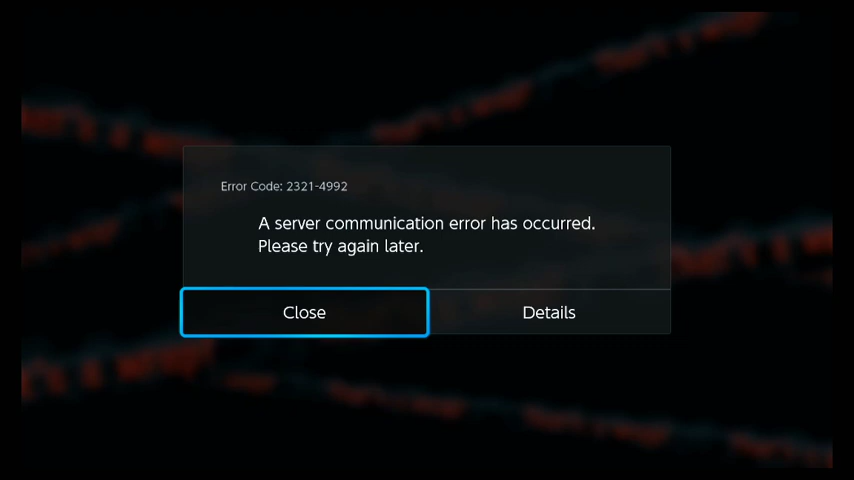 Error Code: 2321-4992
A server communication error has occurred.
Please try again later.
Close
Details